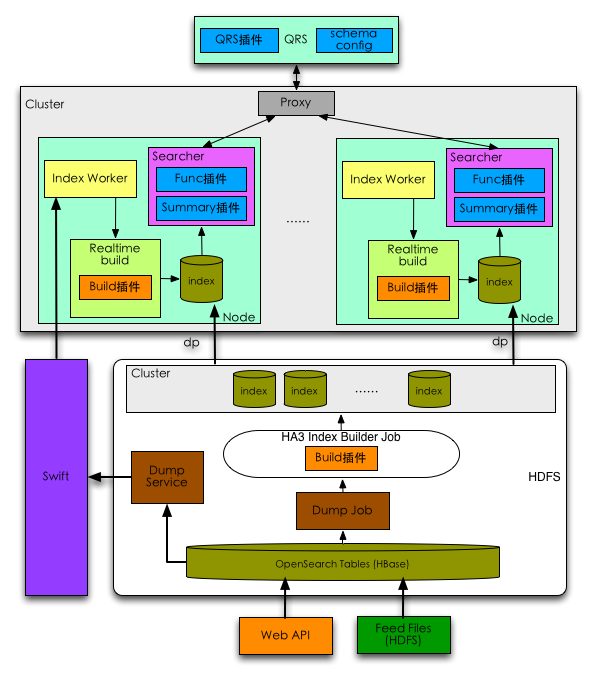 QRS插件
QRS
schema
config
Cluster
Proxy
Index Worker
Searcher
Func插件
Summary插件
Realtime
build
Build插件
index
Node
......
Index Worker
Searcher
Func插件
Summary插件
Realtime
build
Build插件
index
Node
dp
dp
Swift
Cluster
index
index
......
index
HA3 Index Builder Job
Build插件
HDFS
Dump
Service
Dump Job
OpenSearch Tables (HBase)
Web API
Feed Files
(HDFS)